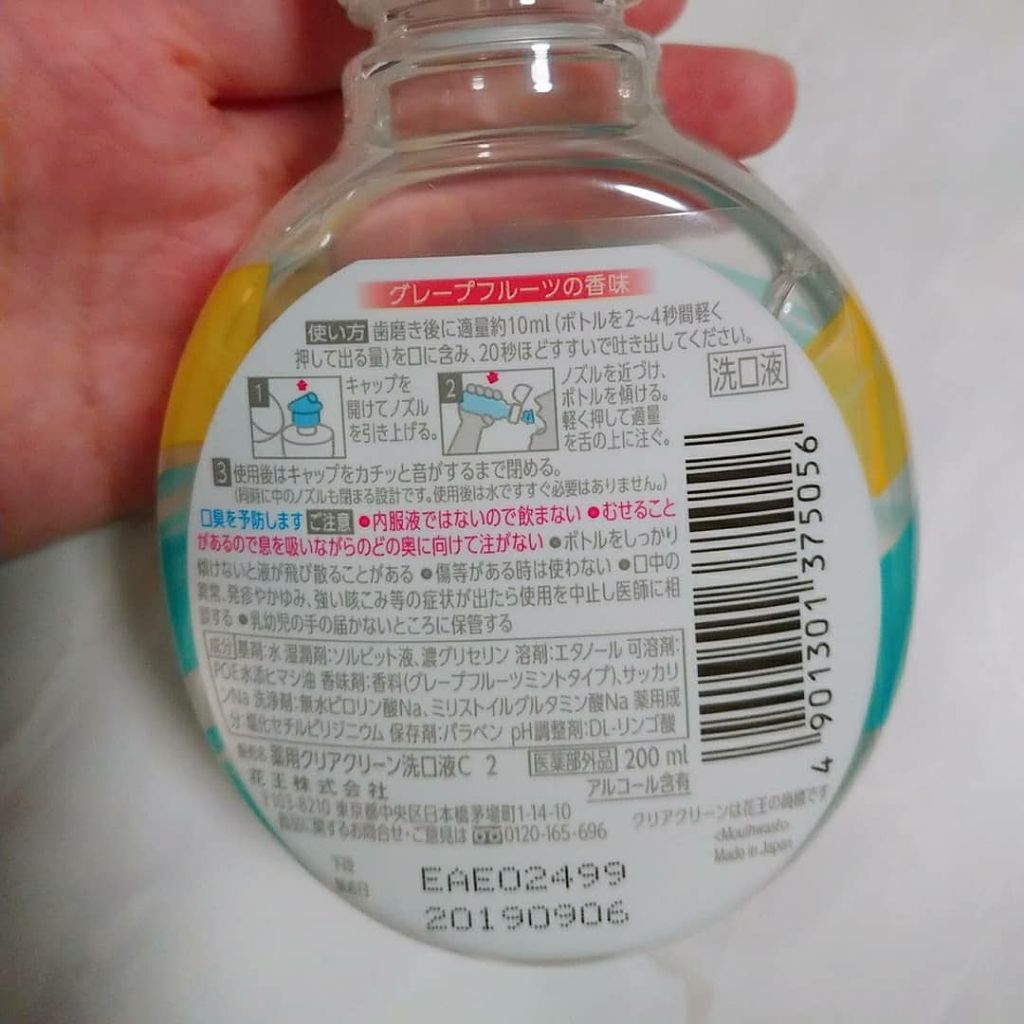 グレープフルーツの香味
使い方 歯磨き後に適量約10ml (ボトルを2〜4秒間軽く
押して出る量)を口に含み、20秒ほどすすいで吐き出してください。
洗口液
1 キャップを
開けてノズル
を引き上げる。
2 ノズルを近づけ、
ボトルを傾ける。
軽く押して適量
を舌の上に注ぐ。
3 使用後はキャップをカチッと音がするまで閉める。
(同時に中のノズルも閉まる設計です。使用後は水ですすぐ必要はありません。)
口臭を予防します ご注意 ●内服液ではないので飲まない ●むせること
があるので息を吸いながらのどの奥に向けて注がない ●ボトルをしっかり
傾けないと液が飛び散ることがある ●傷等がある時は使わない ●口中の
異常、発疹やかゆみ、強い咳こみ等の症状が出たら使用を中止し医師に相
談する ●乳幼児の手の届かないところに保管する
成分 基剤:水 湿潤剤:ソルビット液、濃グリセリン 溶剤:エタノール 可溶剤:
POE水添ヒマシ油 香味剤:香料(グレープフルーツミントタイプ)、サッカリ
ンNa 洗浄剤:無水ピロリン酸Na、ミリストイルグルタミン酸Na 薬用成
分:塩化セチルピリジニウム 保存剤:パラベン pH調整剤:DL-リンゴ酸
販売名 薬用クリアクリーン洗口液C 2 医薬部外品 200 ml
花王株式会社 アルコール含有
〒103-8210 東京都中央区日本橋茅場町1-14-10
商品に関するお問合せ・ご意見は 0120-165-696
クリアクリーンは花王の商標です
<Mouthwash>
Made in Japan
4 901301 375056
下段
製造日
EAE02499
20190906